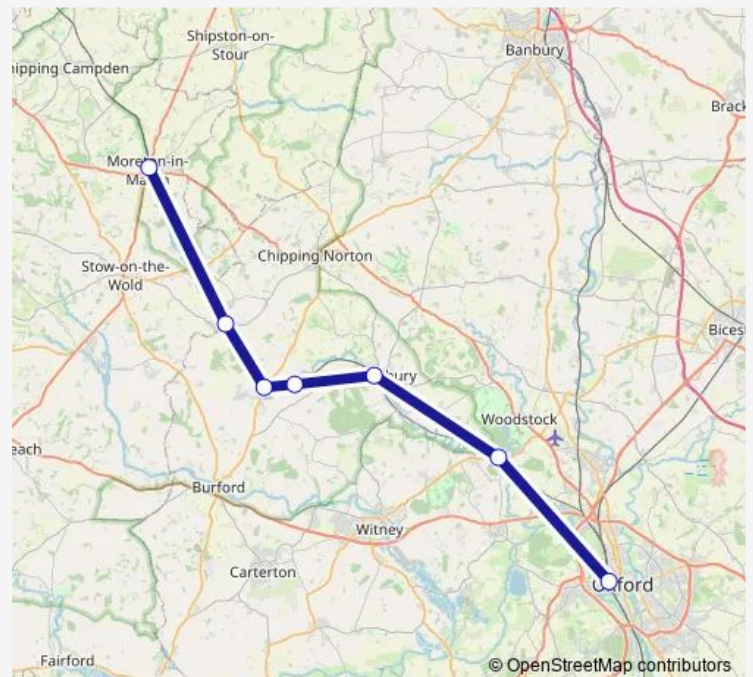 Shipston-on-
Stour
Banbury
hipping Campden
Brack
Moreton-in-
Chipping Norton
Stow-on-the-
Wold
Bices
bury
Woodstock
each
Burford
Witney
Carterton
Oxford
Fairford
© OpenStreetMap contributors